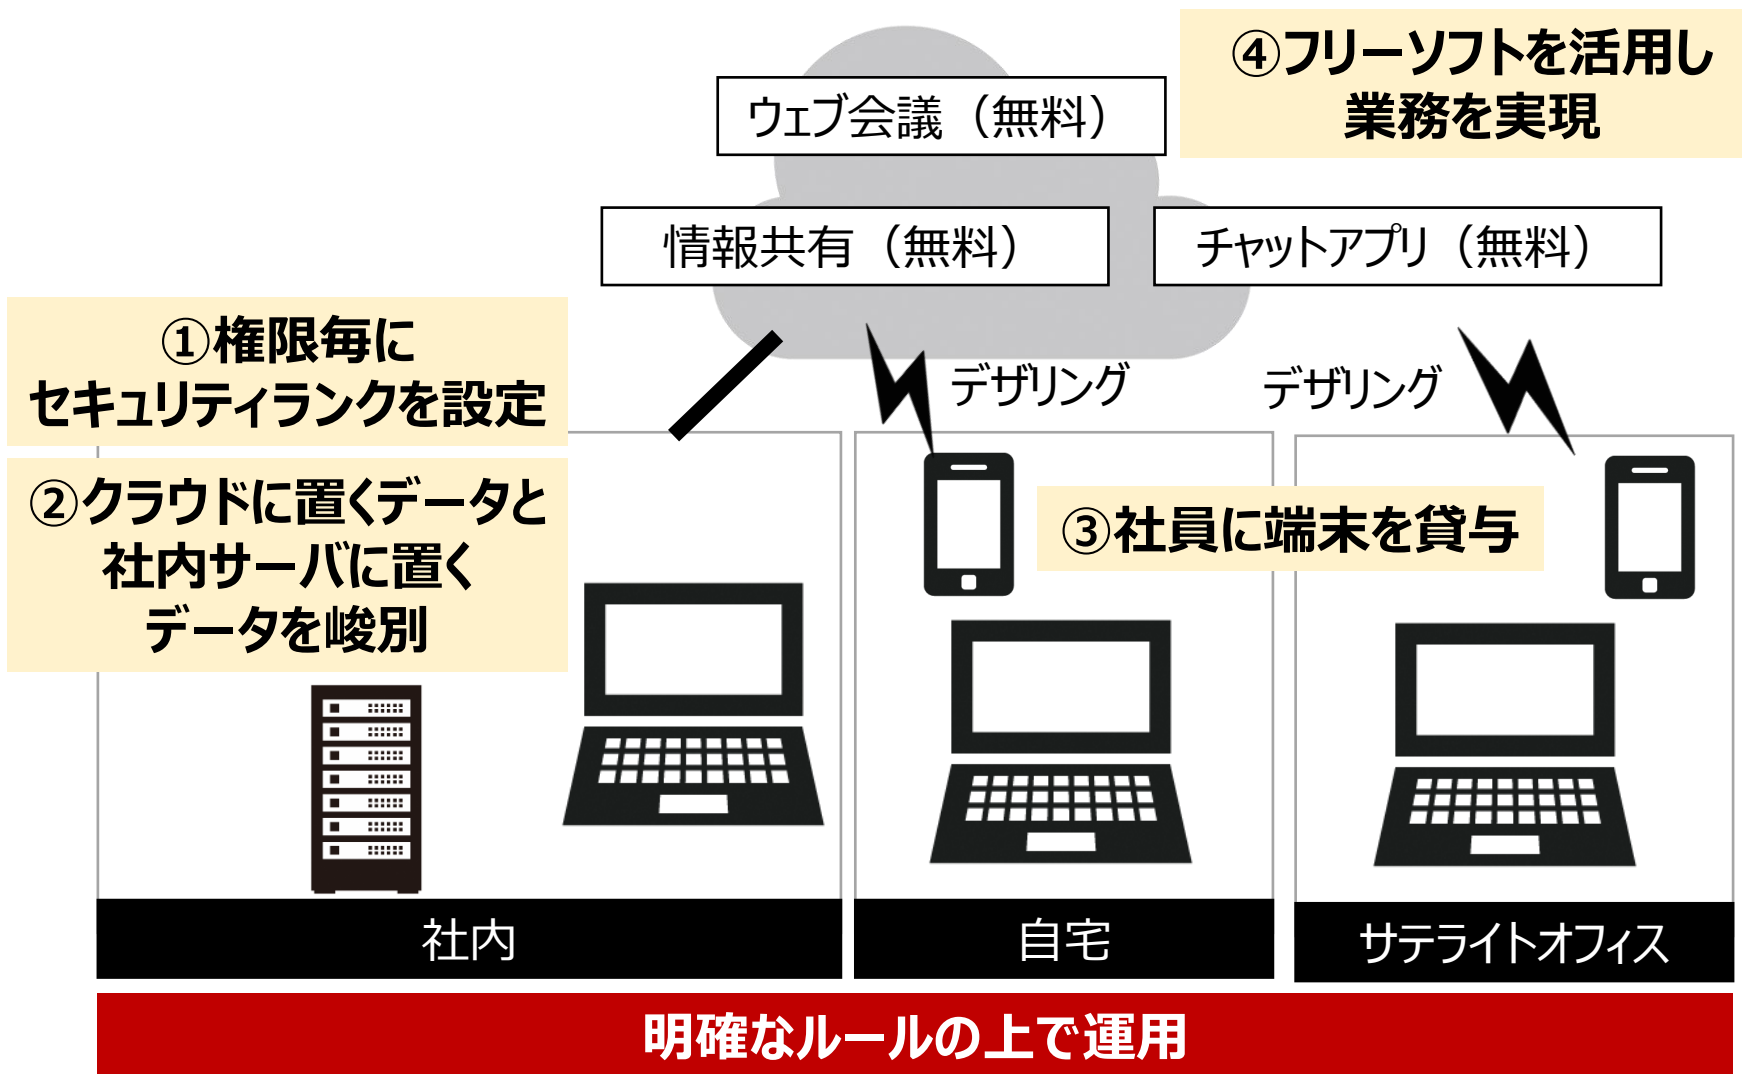 ④フリーソフトを活用し
業務を実現
ウェブ会議（無料）
情報共有（無料）
チャットアプリ（無料）
①権限毎に
セキュリティランクを設定
デザリング
デザリング
②クラウドに置くデータと
社内サーバに置く
データを峻別
③社員に端末を貸与
社内
自宅
サテライトオフィス
明確なルールの上で運用